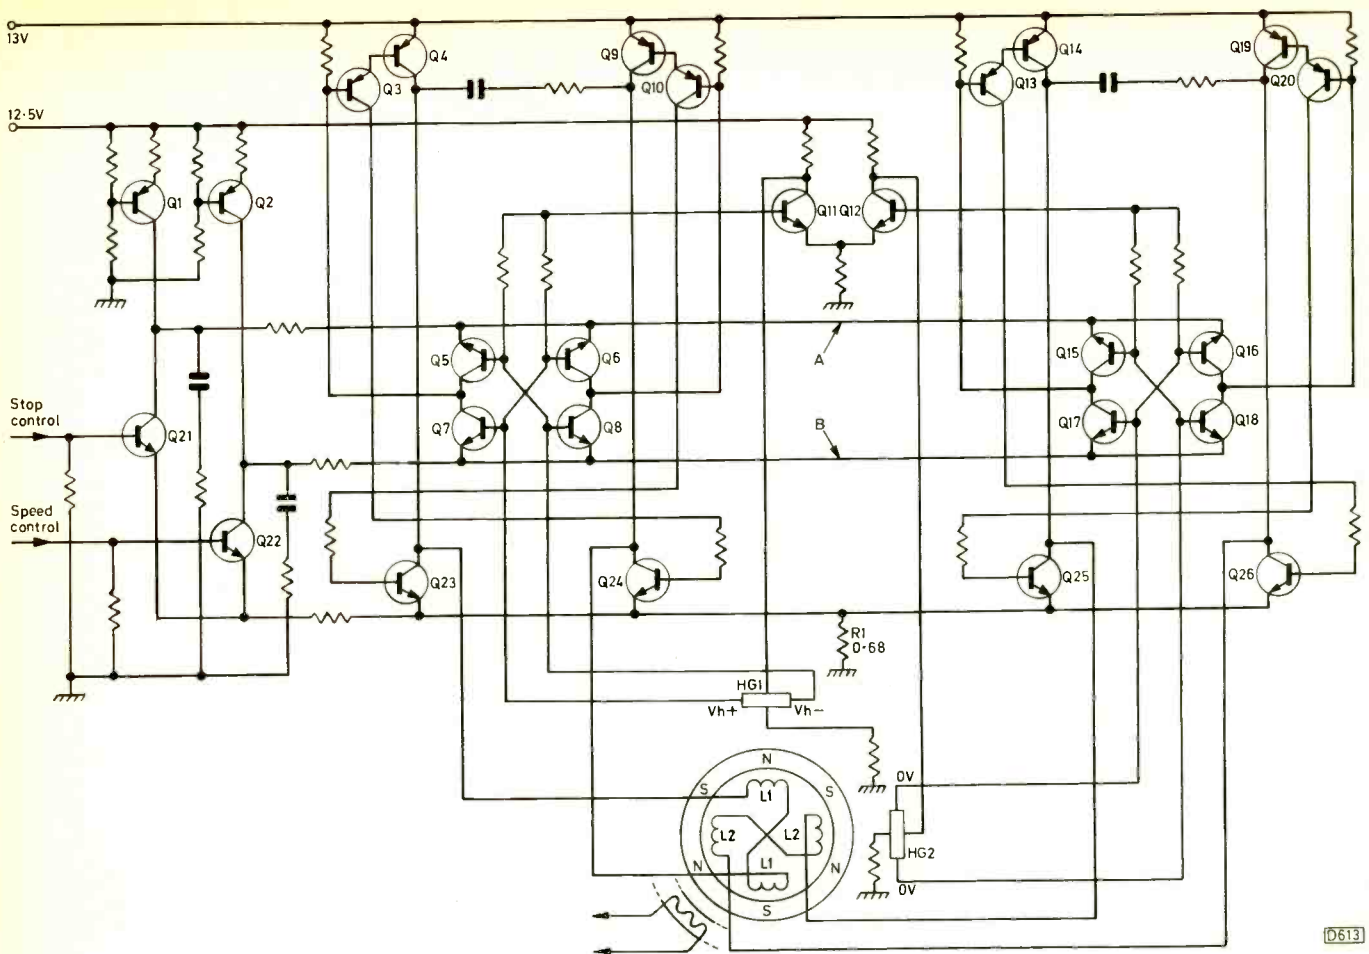 13V
Q4
Q9
Q14
Q19
Q3
Q10
Q13
Q20
12·5V
Q1
Q2
Q11
Q12
Q5
Q6
A
Q15
Q16
Stop
control
Q21
Q7
Q8
B
Q17
Q18
Speed
control
Q22
Q23
Q24
Q25
Q26
R1
0·68
HG1
Vh+
Vh−
N
S
S
L1
0V
L2
L2
HG2
N
L1
N
0V
S
D613